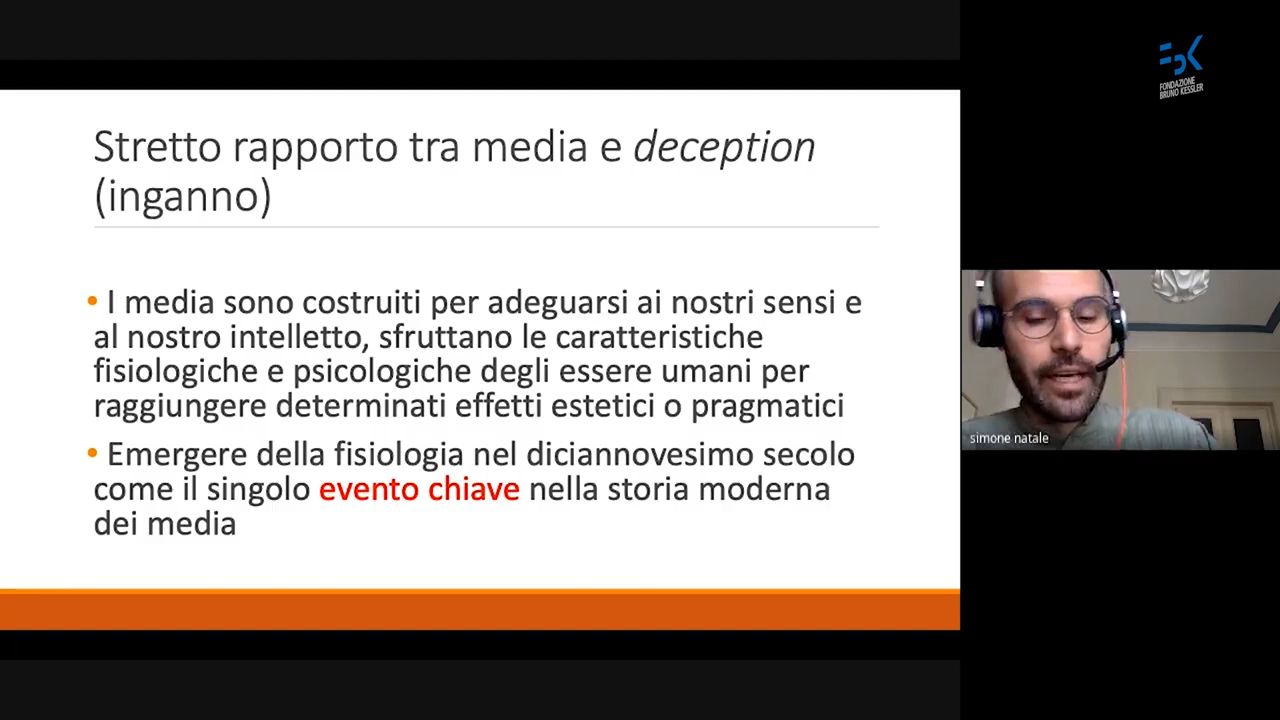 Stretto rapporto tra media e deception
(inganno)
• I media sono costruiti per adeguarsi ai nostri sensi e
al nostro intelletto, sfruttano le caratteristiche
fisiologiche e psicologiche degli essere umani per
raggiungere determinati effetti estetici o pragmatici
• Emergere della fisiologia nel diciannovesimo secolo
come il singolo evento chiave nella storia moderna
dei media
FBK
FONDAZIONE
BRUNO KESSLER
simone natale